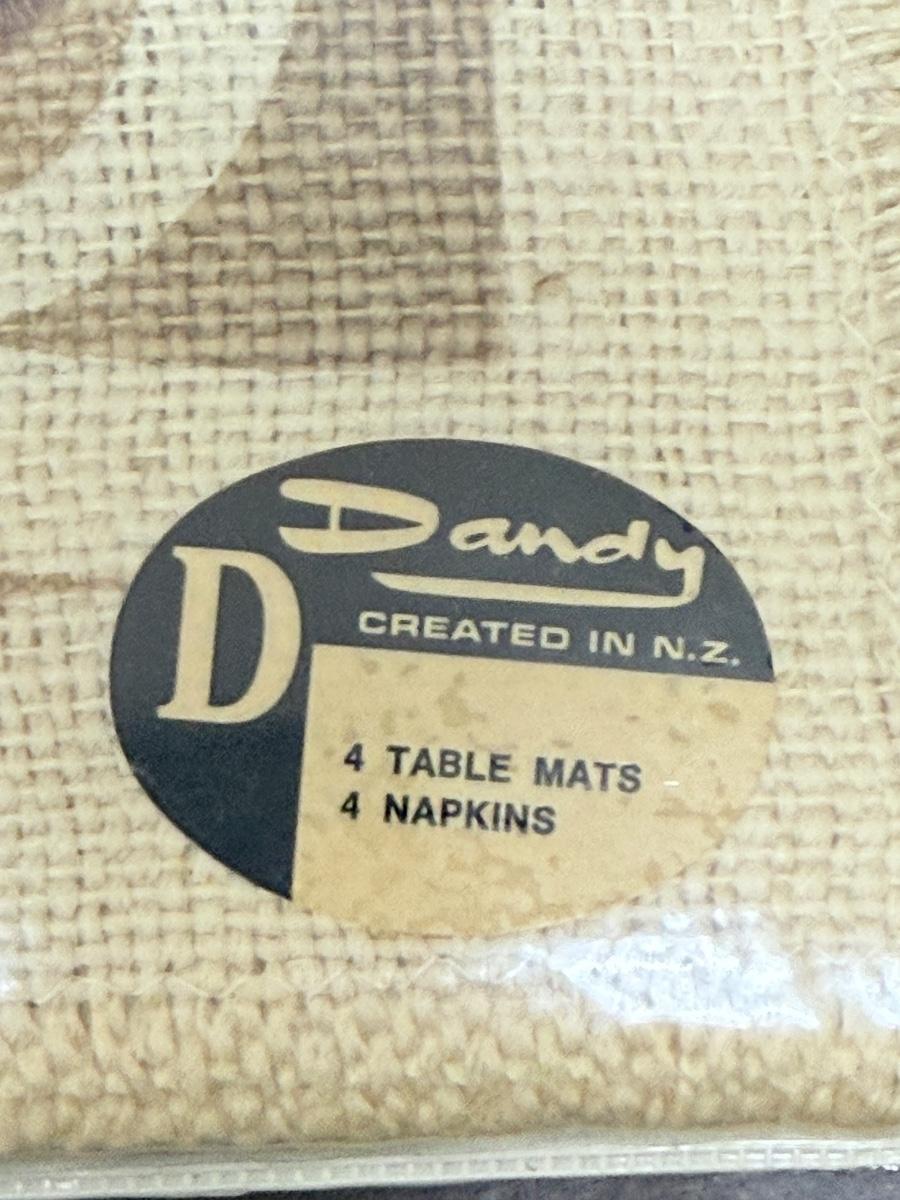 Dandy
D
CREATED IN N.Z.
4 TABLE MATS
4 NAPKINS